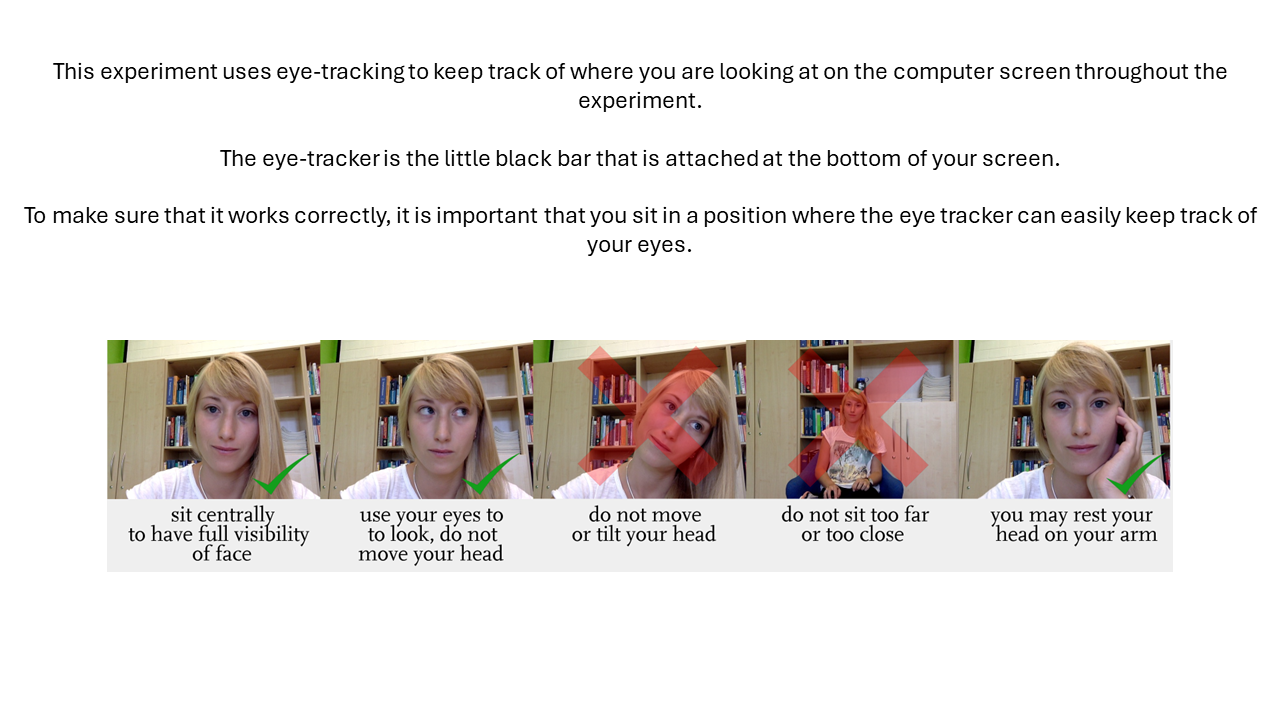 This experiment uses eye-tracking to keep track of where you are looking at on the computer screen throughout the
experiment.
The eye-tracker is the little black bar that is attached at the bottom of your screen.
To make sure that it works correctly, it is important that you sit in a position where the eye tracker can easily keep track of
your eyes.
sit centrally
to have full visibility
of face
use your eyes to
to look, do not
move your head
do not move
or tilt your head
do not sit too far
or too close
you may rest your
head on your arm